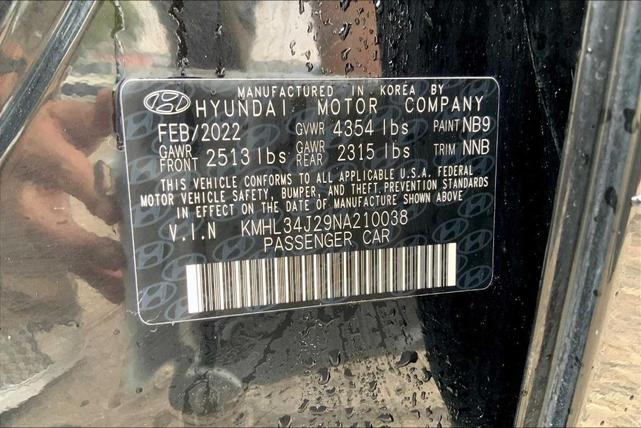 MANUFACTURED IN KOREA BY
HYUNDAI MOTOR COMPANY
FEB/2022 GVWR 4354 lbs PAINT NB9
GAWR FRONT 2513 lbs GAWR REAR 2315 lbs TRIM NNB
THIS VEHICLE CONFORMS TO ALL APPLICABLE U.S.A. FEDERAL
MOTOR VEHICLE SAFETY, BUMPER, AND THEFT PREVENTION STANDARDS
IN EFFECT ON THE DATE OF MANUFACTURE SHOWN ABOVE
V.I.N KMHL34J29NA210038
PASSENGER CAR